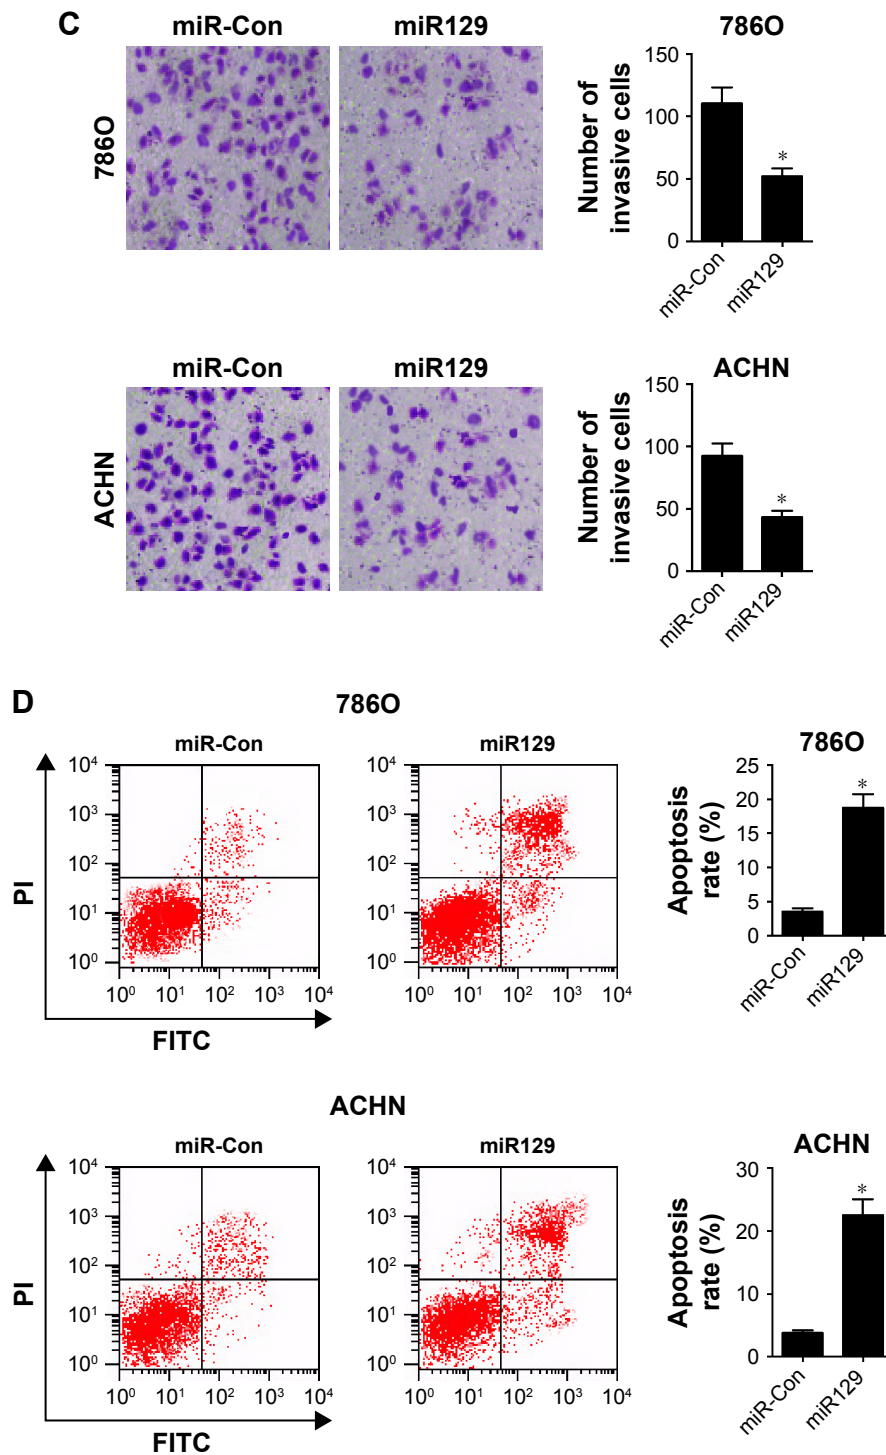 C
miR-Con
miR129
786O
786O
Number of
invasive cells
150
100
50
0
*
miR-Con
miR129
miR-Con
miR129
ACHN
ACHN
Number of
invasive cells
150
100
50
0
*
miR-Con
miR129
D
786O
miR-Con
miR129
786O
PI
10⁴
10³
10²
10¹
10⁰
10⁰ 10¹ 10² 10³ 10⁴
FITC
10⁴
10³
10²
10¹
10⁰
10⁰ 10¹ 10² 10³ 10⁴
Apoptosis
rate (%)
25
20
15
10
5
0
*
miR-Con
miR129
ACHN
miR-Con
miR129
ACHN
PI
10⁴
10³
10²
10¹
10⁰
10⁰ 10¹ 10² 10³ 10⁴
FITC
10⁴
10³
10²
10¹
10⁰
10⁰ 10¹ 10² 10³ 10⁴
Apoptosis
rate (%)
30
20
10
0
*
miR-Con
miR129